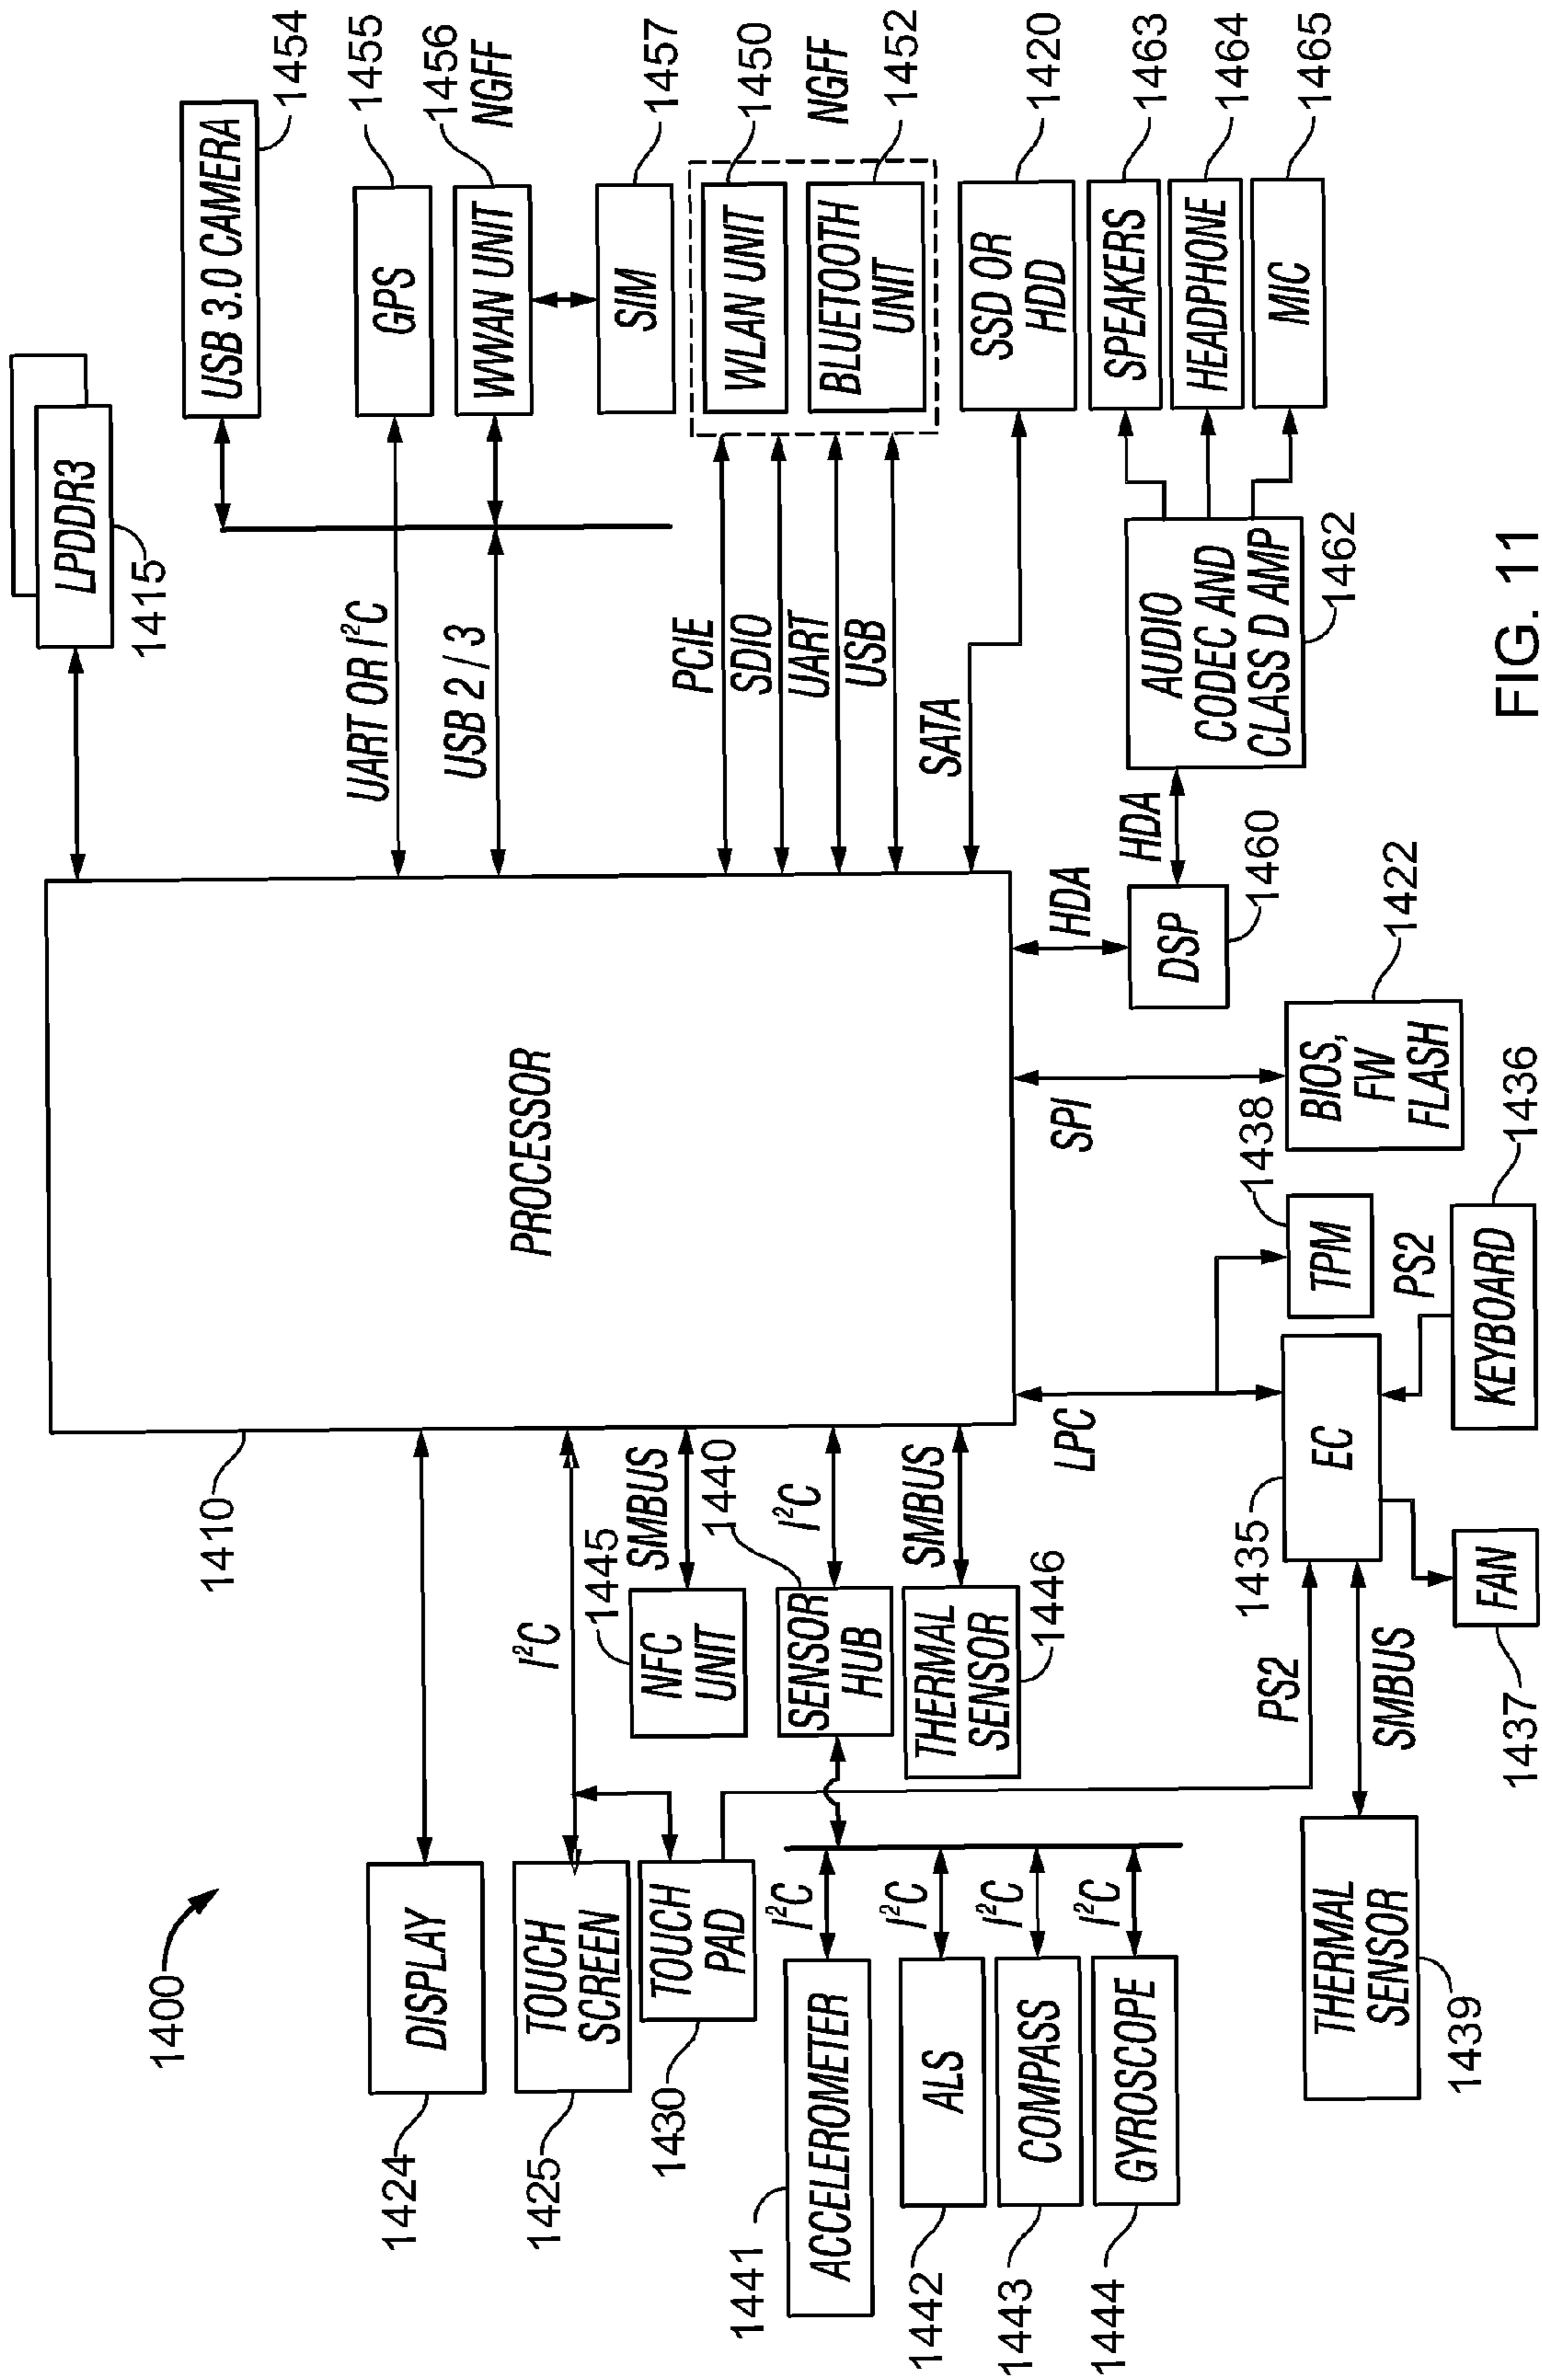 1400
1410
PROCESSOR
LPDDR3
1415
USB 3.0 CAMERA
1454
UART OR I²C
GPS
1455
USB 2 / 3
WWAN UNIT
1456
NGFF
SIM
1457
PCIE
SDIO
UART
USB
WLAN UNIT
1450
NGFF
BLUETOOTH
UNIT
1452
SATA
SSD OR
HDD
1420
SPEAKERS
1463
HEADPHONE
1464
MIC
1465
AUDIO
CODEC AND
CLASS D AMP
1462
HDA
HDA
DSP
1460
SPI
BIOS,
FW
FLASH
1422
LPC
TPM
1438
PS2
KEYBOARD
1436
EC
1435
FAN
1437
PS2
SMBUS
THERMAL
SENSOR
1439
DISPLAY
1424
I²C
TOUCH
SCREEN
1425
TOUCH
PAD
1430
SMBUS
NFC
UNIT
1445
I²C
SENSOR
HUB
1440
SMBUS
THERMAL
SENSOR
1446
I²C
ACCELEROMETER
1441
I²C
ALS
1442
I²C
COMPASS
1443
I²C
GYROSCOPE
1444
FIG. 11